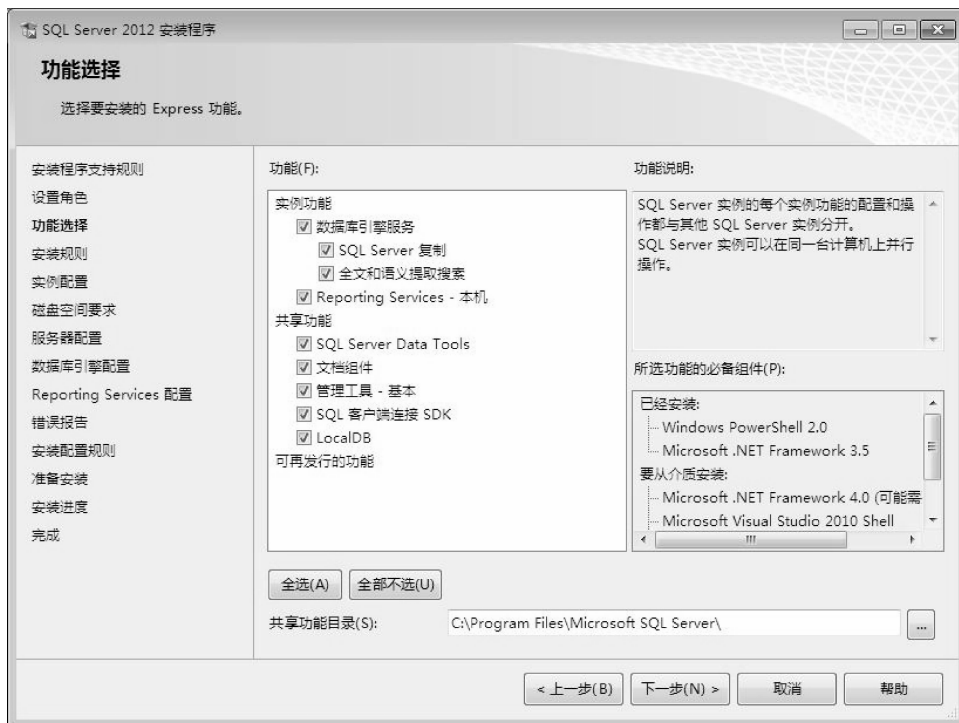 SQL Server 2012 安装程序
功能选择
选择要安装的 Express 功能。
安装程序支持规则
设置角色
功能选择
安装规则
实例配置
磁盘空间要求
服务器配置
数据库引擎配置
Reporting Services 配置
错误报告
安装配置规则
准备安装
安装进度
完成
功能(F):
实例功能
数据库引擎服务
SQL Server 复制
全文和语义提取搜索
Reporting Services - 本机
共享功能
SQL Server Data Tools
文档组件
管理工具 - 基本
SQL 客户端连接 SDK
LocalDB
可再发行的功能
功能说明:
SQL Server 实例的每个实例功能的配置和操
作都与其他 SQL Server 实例分开。
SQL Server 实例可以在同一台计算机上并行
操作。
所选功能的必备组件(P):
已经安装:
Windows PowerShell 2.0
Microsoft .NET Framework 3.5
要从介质安装:
Microsoft .NET Framework 4.0 (可能需
Microsoft Visual Studio 2010 Shell
全选(A) 全部不选(U)
共享功能目录(S): C:\Program Files\Microsoft SQL Server\ ...
< 上一步(B) 下一步(N) > 取消 帮助